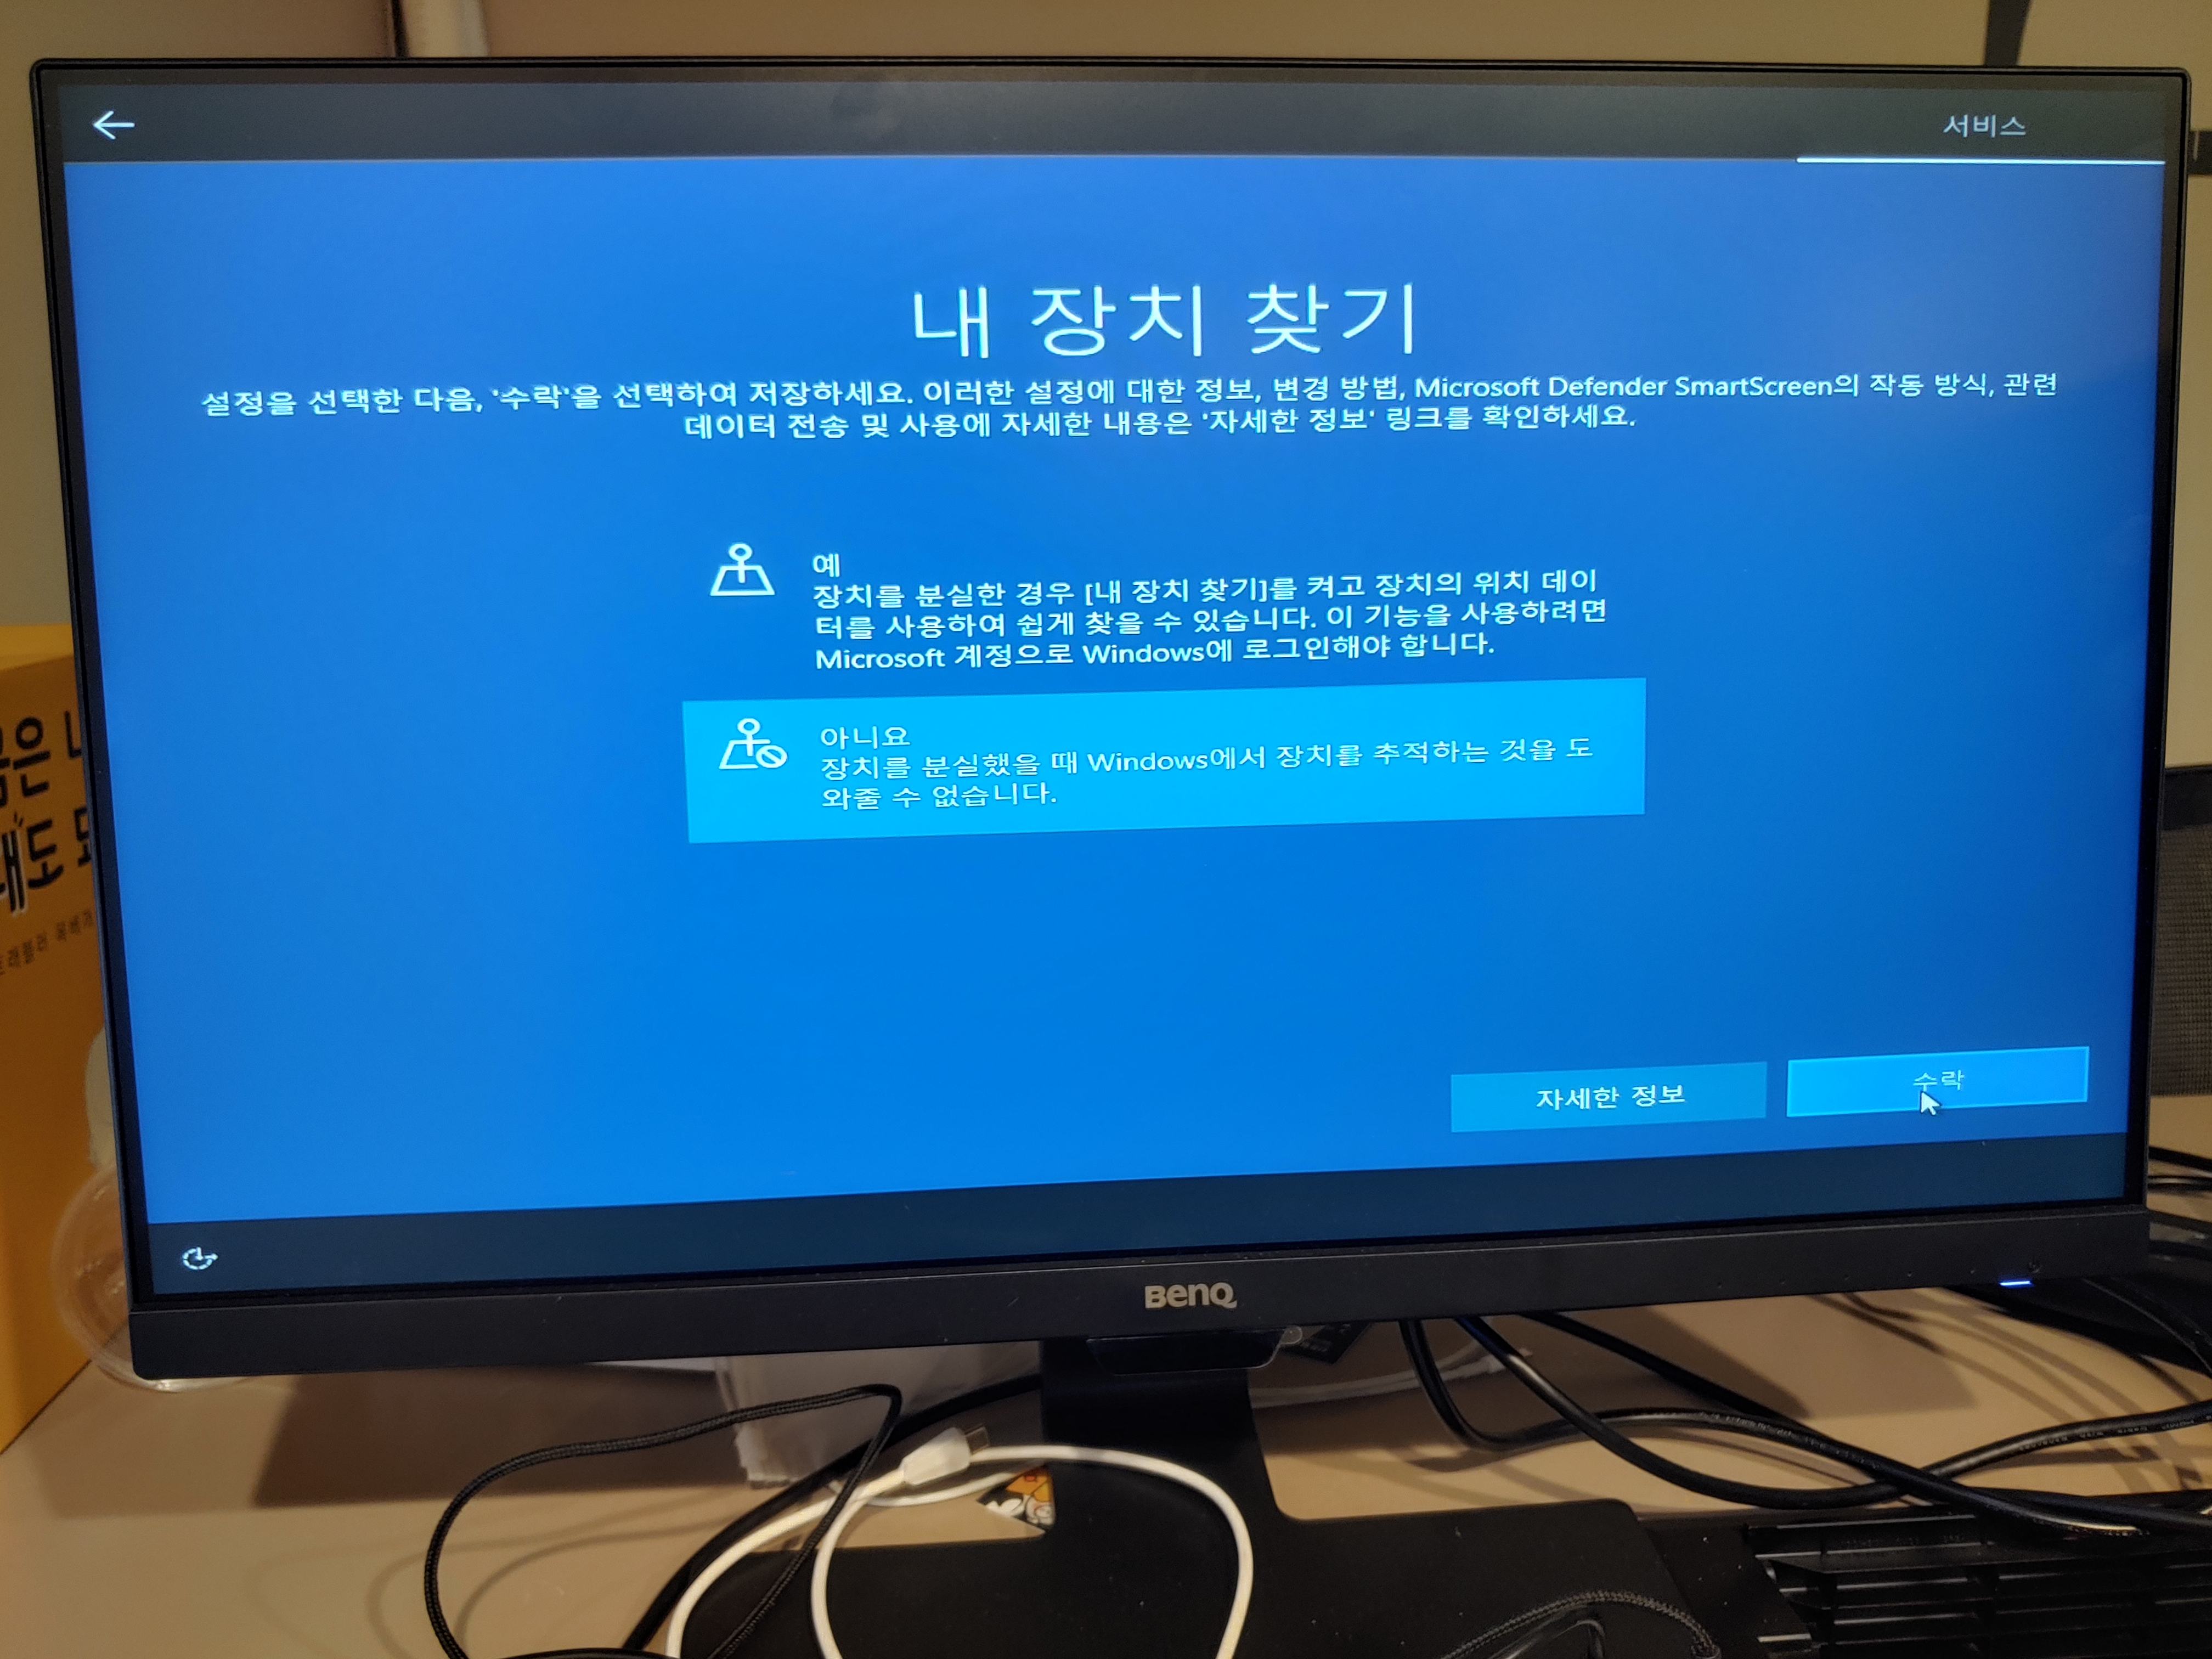 서비스
내 장치 찾기
설정을 선택한 다음, '수락'을 선택하여 저장하세요. 이러한 설정에 대한 정보, 변경 방법, Microsoft Defender SmartScreen의 작동 방식, 관련
데이터 전송 및 사용에 자세한 내용은 '자세한 정보' 링크를 확인하세요.
예
장치를 분실한 경우 [내 장치 찾기]를 켜고 장치의 위치 데이
터를 사용하여 쉽게 찾을 수 있습니다. 이 기능을 사용하려면
Microsoft 계정으로 Windows에 로그인해야 합니다.
아니요
장치를 분실했을 때 Windows에서 장치를 추적하는 것을 도
와줄 수 없습니다.
자세한 정보
수락
BenQ